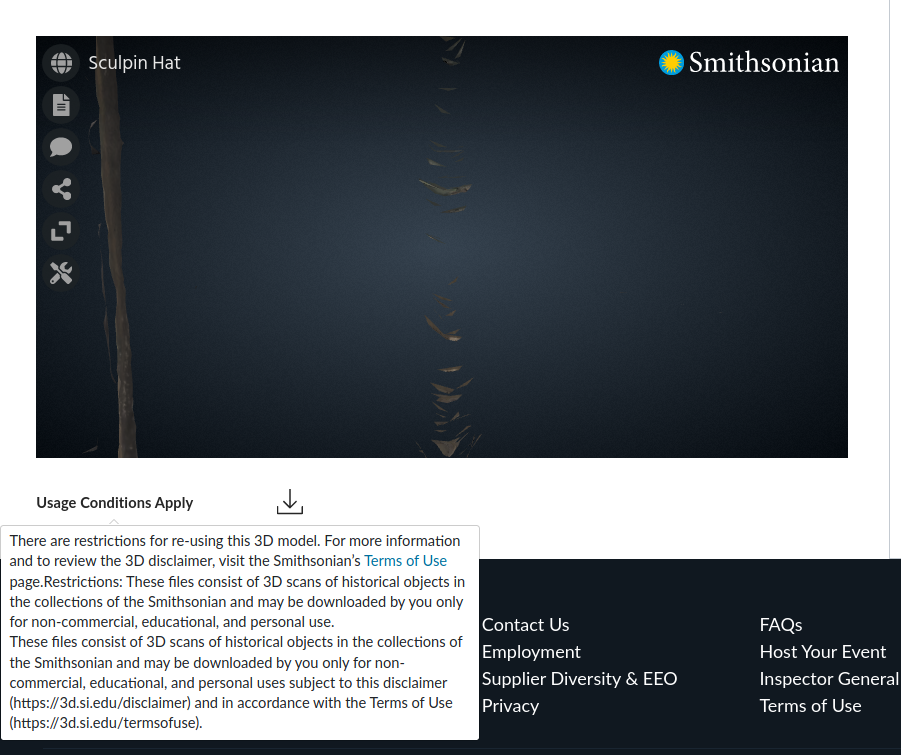 Sculpin Hat
Smithsonian
Usage Conditions Apply
There are restrictions for re-using this 3D model. For more information
and to review the 3D disclaimer, visit the Smithsonian’s Terms of Use
page.Restrictions: These files consist of 3D scans of historical objects in
the collections of the Smithsonian and may be downloaded by you only
for non-commercial, educational, and personal use.
These files consist of 3D scans of historical objects in the collections of
the Smithsonian and may be downloaded by you only for non-
commercial, educational, and personal uses subject to this disclaimer
(https://3d.si.edu/disclaimer) and in accordance with the Terms of Use
(https://3d.si.edu/termsofuse).
Contact Us
Employment
Supplier Diversity & EEO
Privacy
FAQs
Host Your Event
Inspector General
Terms of Use